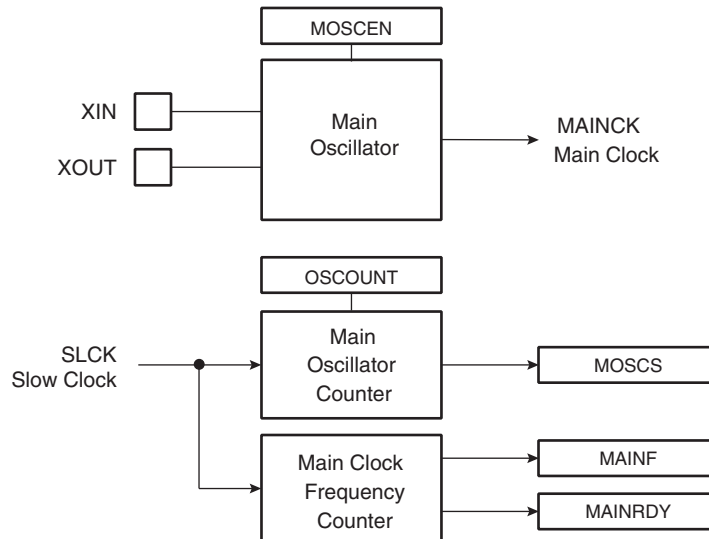 MOSCEN
XIN
XOUT
Main
Oscillator
MAINCK
Main Clock
OSCOUNT
SLCK
Slow Clock
Main
Oscillator
Counter
MOSCS
Main Clock
Frequency
Counter
MAINF
MAINRDY